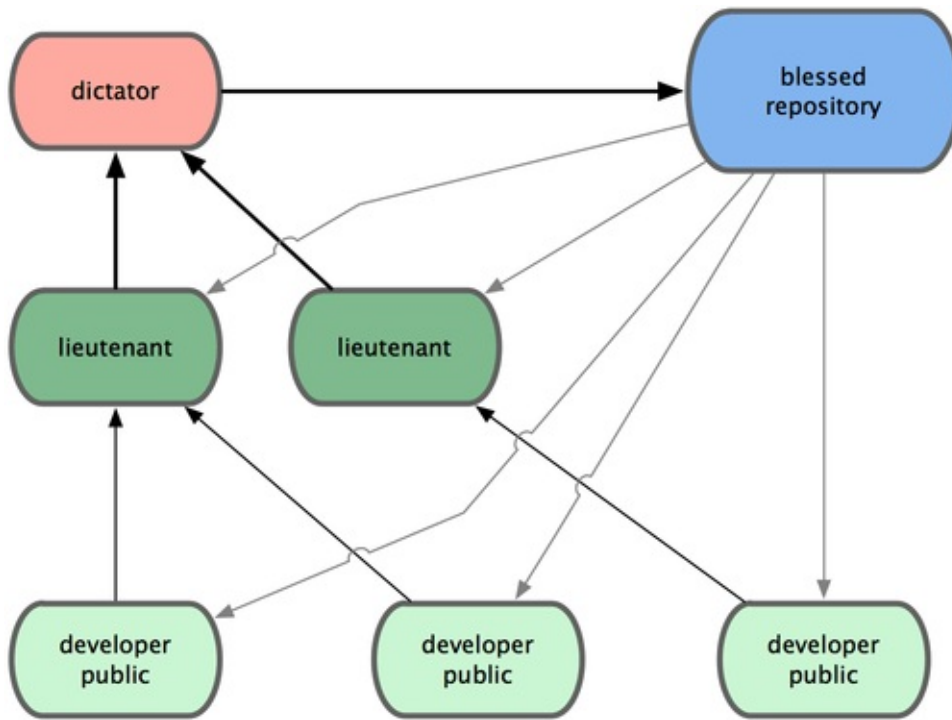 dictator
blessed
repository
lieutenant
lieutenant
developer
public
developer
public
developer
public